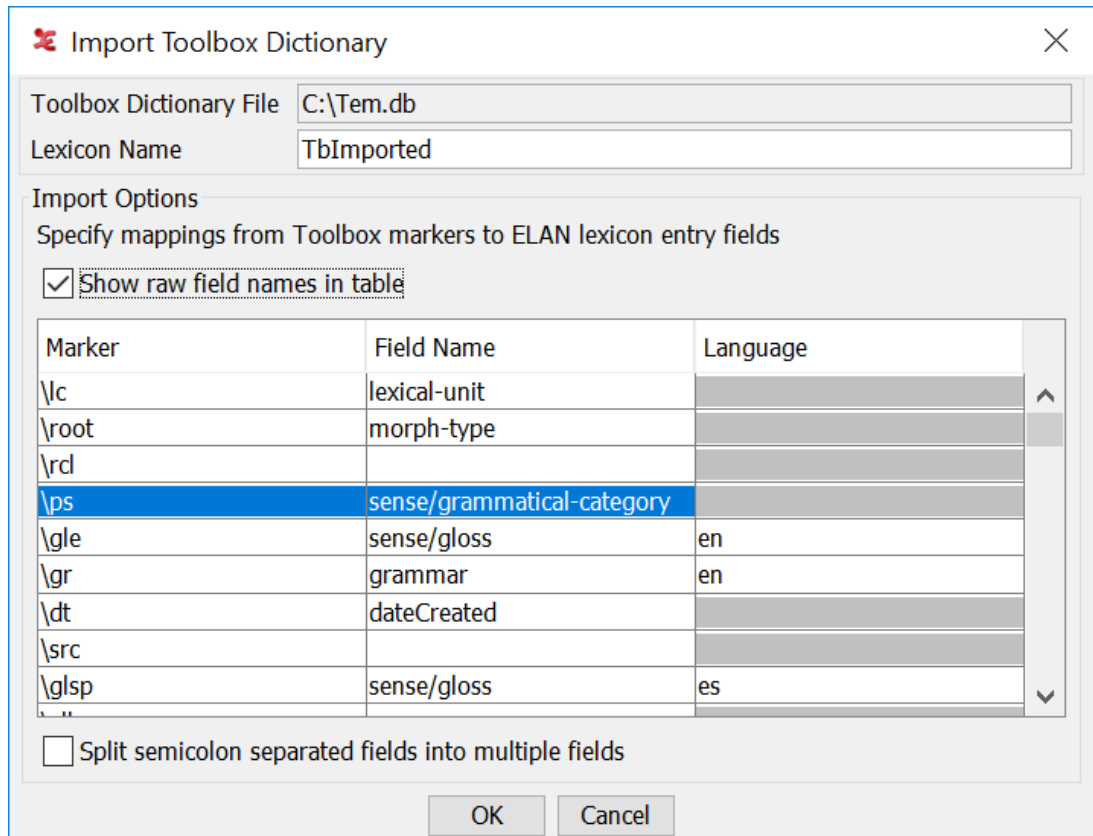 Import Toolbox Dictionary
Toolbox Dictionary File C:\Tem.db
Lexicon Name TbImported
Import Options
Specify mappings from Toolbox markers to ELAN lexicon entry fields
Show raw field names in table
Marker Field Name Language
\lc lexical-unit
\root morph-type
\rcl
\ps sense/grammatical-category
\gle sense/gloss en
\gr grammar en
\dt dateCreated
\src
\glsp sense/gloss es
Split semicolon separated fields into multiple fields
OK Cancel